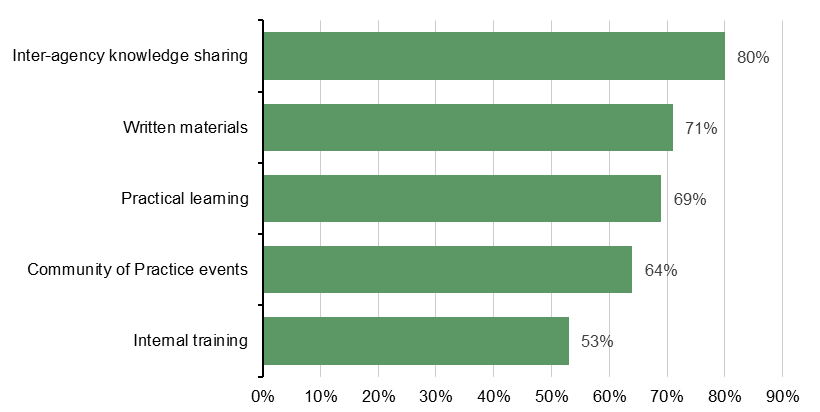 Inter-agency knowledge sharing
80%
Written materials
71%
Practical learning
69%
Community of Practice events
64%
Internal training
53%
0% 10% 20% 30% 40% 50% 60% 70% 80% 90%